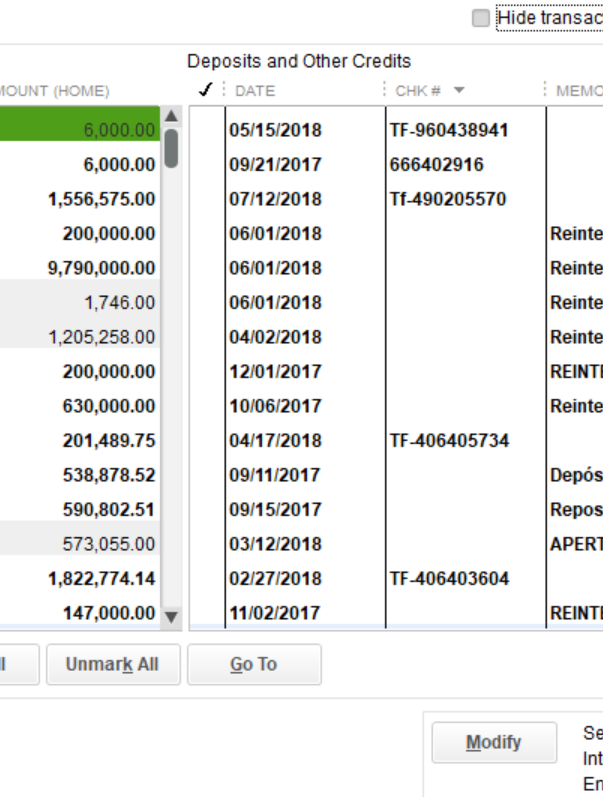 Hide transac
Deposits and Other Credits
MOUNT (HOME) ✓ DATE CHK # MEMO
6,000.00 05/15/2018 TF-960438941
6,000.00 09/21/2017 666402916
1,556,575.00 07/12/2018 Tf-490205570
200,000.00 06/01/2018 Reinte
9,790,000.00 06/01/2018 Reinte
1,746.00 06/01/2018 Reinte
1,205,258.00 04/02/2018 Reinte
200,000.00 12/01/2017 REINTE
630,000.00 10/06/2017 Reinte
201,489.75 04/17/2018 TF-406405734
538,878.52 09/11/2017 Depós
590,802.51 09/15/2017 Repos
573,055.00 03/12/2018 APERT
1,822,774.14 02/27/2018 TF-406403604
147,000.00 11/02/2017 REINTE
ll Unmark All Go To
Modify Se
Int
En